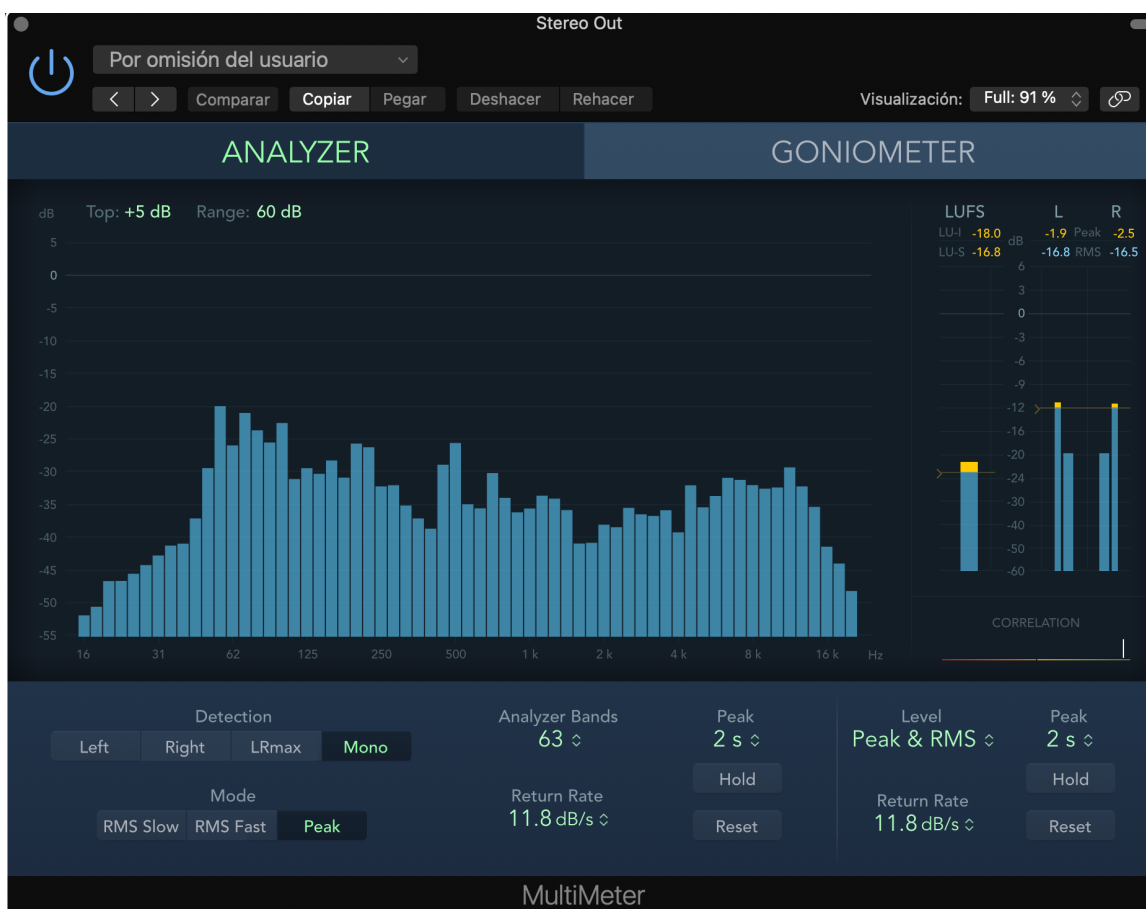 Stereo Out
Por omisión del usuario
Comparar Copiar Pegar Deshacer Rehacer Visualización: Full: 91 %
ANALYZER GONIOMETER
dB Top: +5 dB Range: 60 dB
5
0
-5
-10
-15
-20
-25
-30
-35
-40
-45
-50
-55
16 31 62 125 250 500 1 k 2 k 4 k 8 k 16 k Hz
LUFS L R
LU-I -18.0 dB -1.9 Peak -2.5
LU-S -16.8 -16.8 RMS -16.5
6
3
0
-3
-6
-9
-12
-16
-20
-24
-30
-40
-50
-60
CORRELATION
Detection
Left Right LRmax Mono
Mode
RMS Slow RMS Fast Peak
Analyzer Bands
63
Return Rate
11.8 dB/s
Peak
2 s
Hold
Reset
Level
Peak & RMS
Return Rate
11.8 dB/s
Peak
2 s
Hold
Reset
MultiMeter